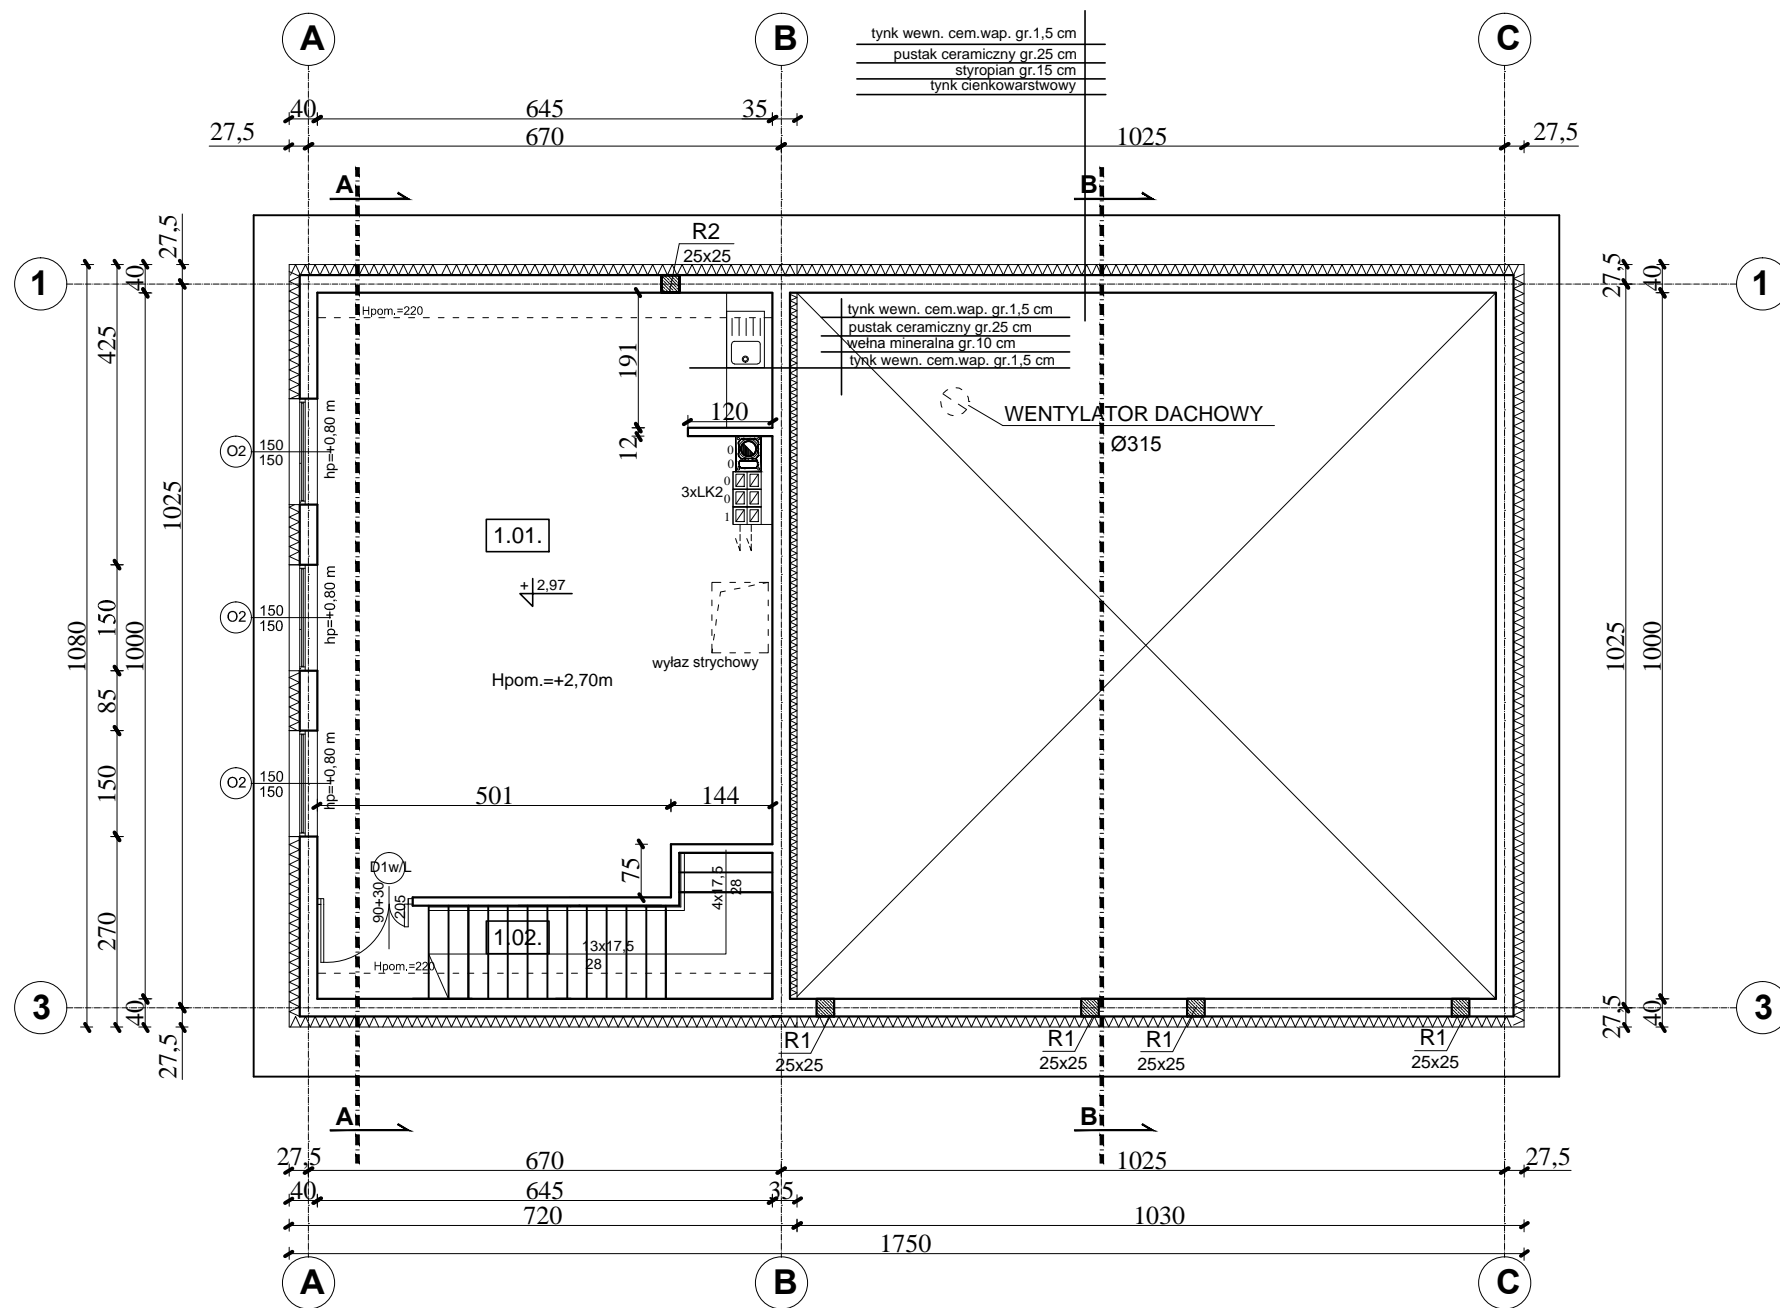 A
B
C
tynk wewn. cem.wap. gr.1,5 cm
pustak ceramiczny gr.25 cm
styropian gr.15 cm
tynk cienkowarstwowy
40
645
35
27,5
670
1025
27,5
A
B
R2
25x25
1
1
27,5
40
27,5
40
Hpom.=220
tynk wewn. cem.wap. gr.1,5 cm
pustak ceramiczny gr.25 cm
wełna mineralna gr.10 cm
tynk wewn. cem.wap. gr.1,5 cm
425
191
120
12
WENTYLATOR DACHOWY
Ø315
O2
150
150
hp=+0,80 m
0
0
0
0
1
3xLK2
1025
1.01.
+ 2,97
O2
150
150
hp=+0,80 m
wyłaz strychowy
Hpom.=+2,70m
1080
150
1000
85
1025
1000
O2
150
150
hp=+0,80 m
150
501
144
75
D1w/L
90+30
205
4x17,5
28
270
1.02.
13x17,5
28
Hpom.=220
3
3
40
27,5
27,5
40
R1
25x25
R1
25x25
R1
25x25
R1
25x25
A
B
27,5
670
1025
27,5
40
645
35
720
1030
1750
A
B
C